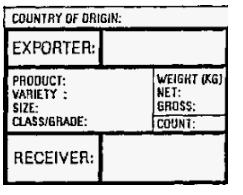 COUNTRY OF ORIGIN:
EXPORTER:
PRODUCT:
VARIETY :
SIZE:
CLASS/GRADE:
WEIGHT (KG)
NET:
GROSS:
COUNT:
RECEIVER: